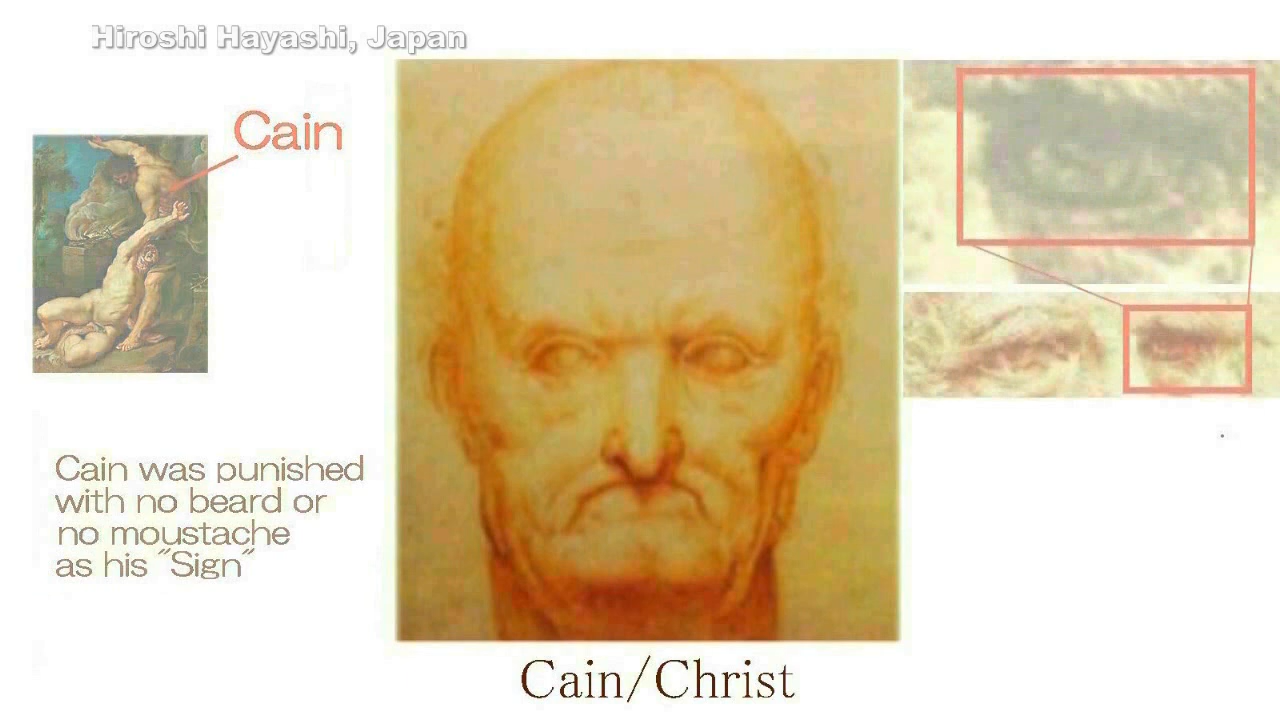 Hiroshi Hayashi, Japan
Cain
Cain was punished
with no beard or
no moustache
as his "Sign"
Cain/Christ